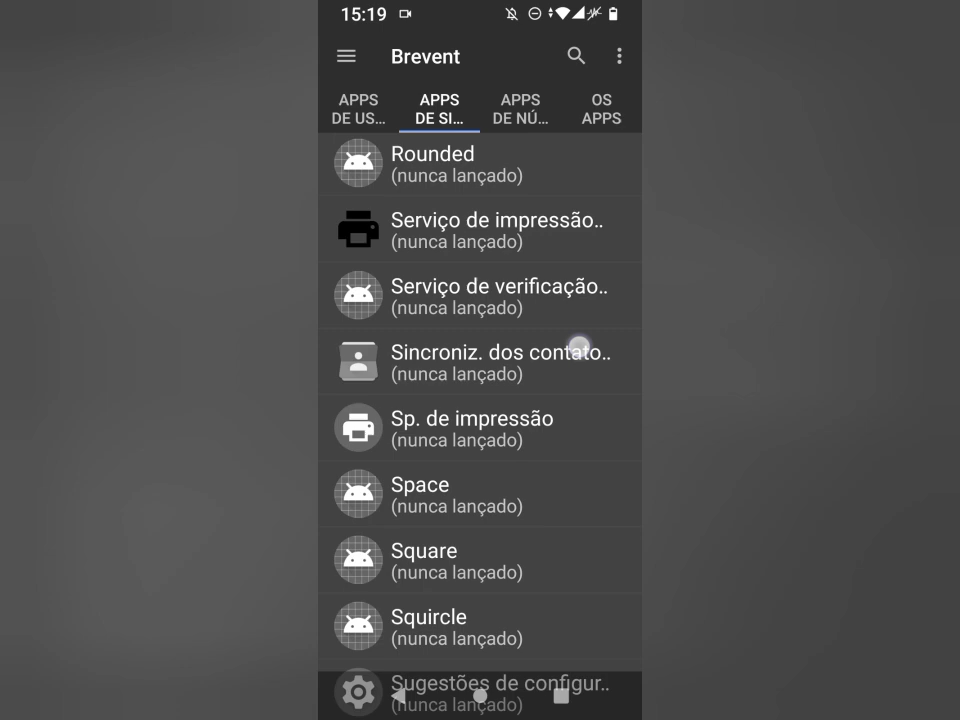 15:19
Brevent
APPS
DE US...
APPS
DE SI...
APPS
DE NÚ...
OS
APPS
Rounded
(nunca lançado)
Serviço de impressão..
(nunca lançado)
Serviço de verificação..
(nunca lançado)
Sincroniz. dos contato..
(nunca lançado)
Sp. de impressão
(nunca lançado)
Space
(nunca lançado)
Square
(nunca lançado)
Squircle
(nunca lançado)
Sugestões de configur..
(nunca lançado)